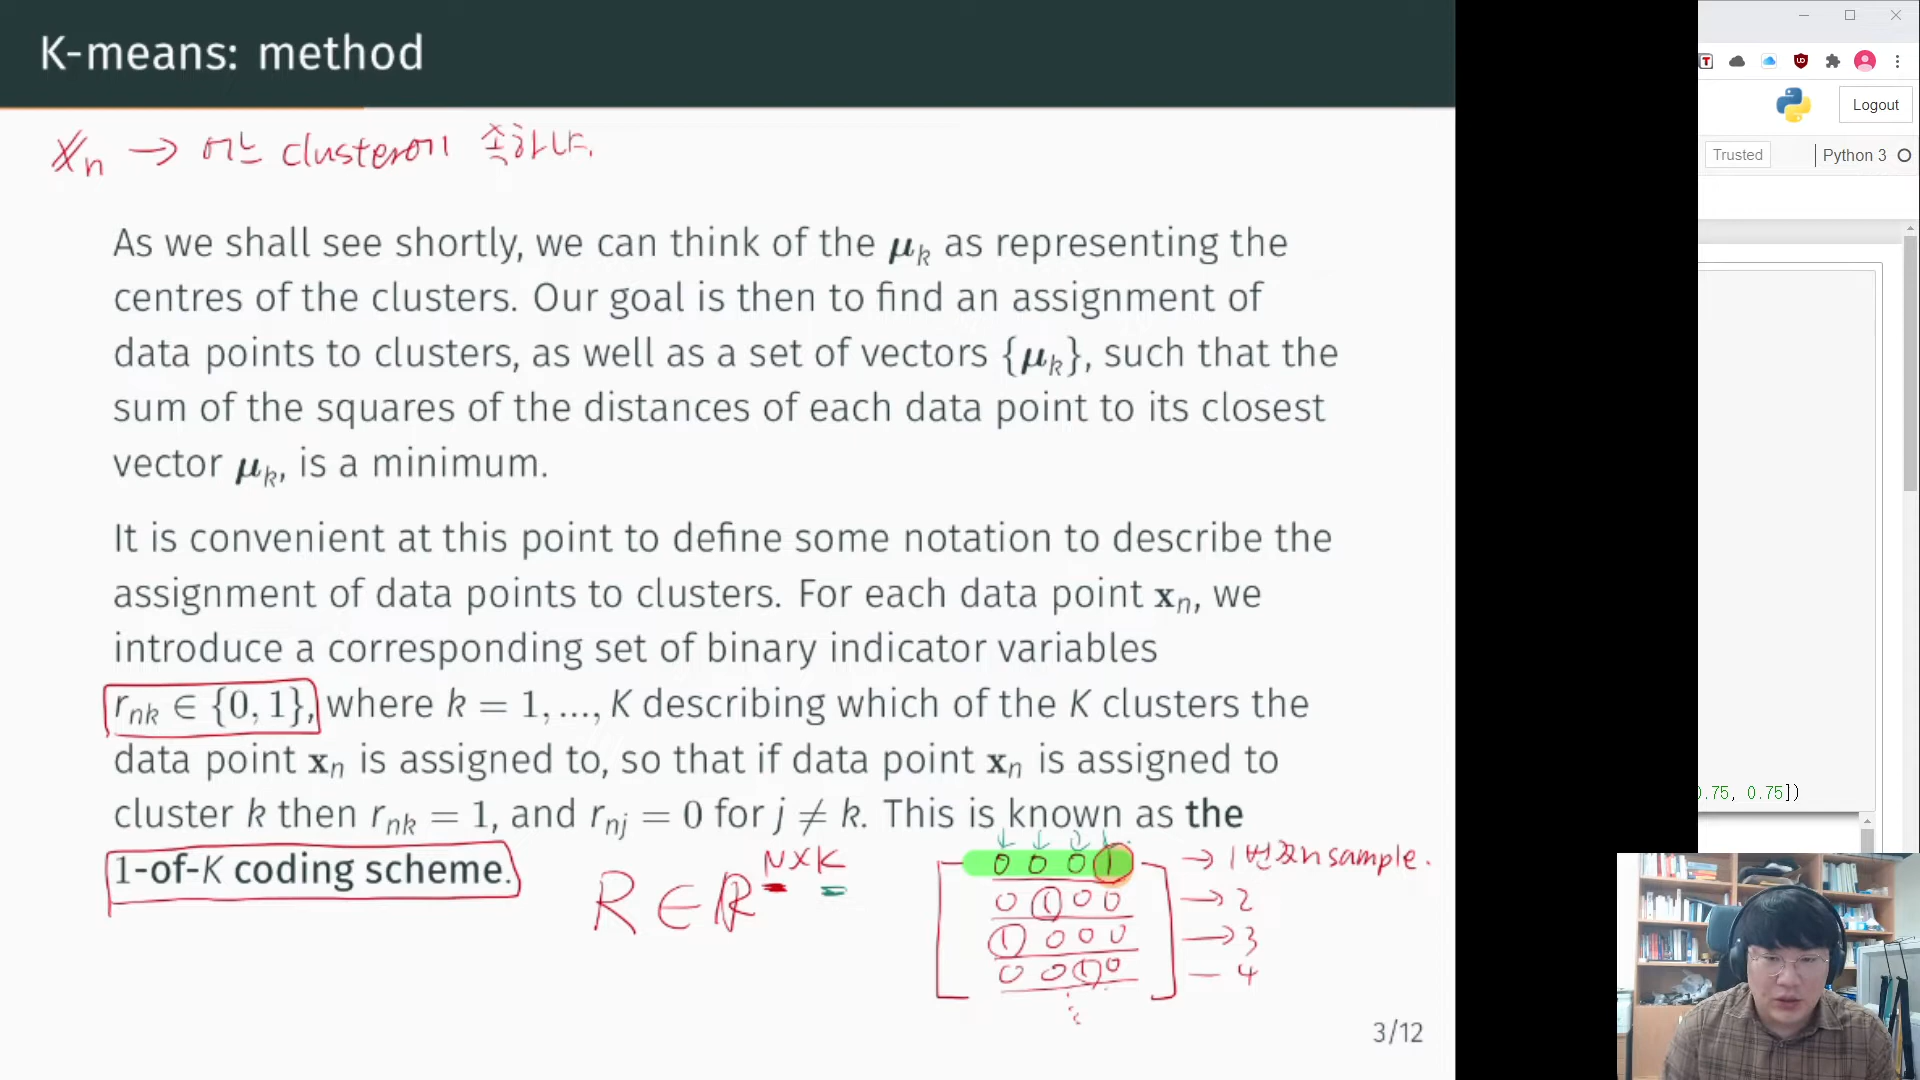 K-means: method
Logout
Trusted
Python 3
𝕏n → 어느 cluster에 속하냐.
As we shall see shortly, we can think of the μk as representing the
centres of the clusters. Our goal is then to find an assignment of
data points to clusters, as well as a set of vectors {μk}, such that the
sum of the squares of the distances of each data point to its closest
vector μk, is a minimum.
It is convenient at this point to define some notation to describe the
assignment of data points to clusters. For each data point xn, we
introduce a corresponding set of binary indicator variables
rnk ∈ {0, 1}, where k = 1, ..., K describing which of the K clusters the
data point xn is assigned to, so that if data point xn is assigned to
0.75, 0.75])
cluster k then rnk = 1, and rnj = 0 for j ≠ k. This is known as the
1-of-K coding scheme.
R ∈ ℝ N×K
0 0 0 1 → 1번째 sample.
0 1 0 0 → 2
1 0 0 0 → 3
0 0 1 0 — 4
3/12